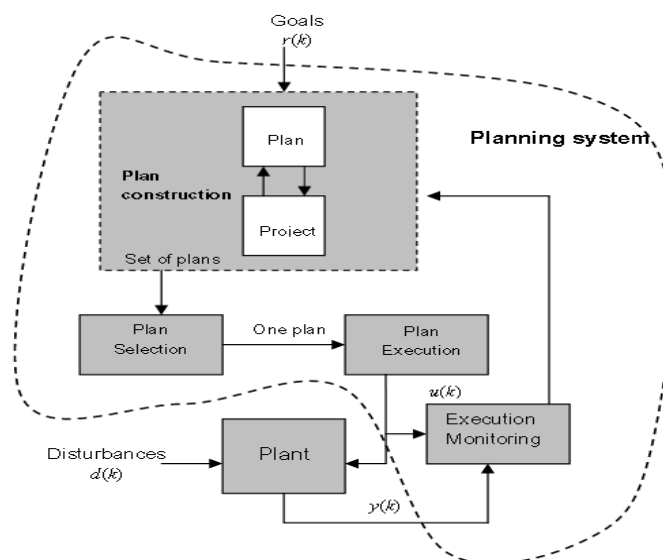 Goals
r(k)
Plan
Planning system
Plan
construction
Project
Set of plans
Plan
Selection
One plan
Plan
Execution
u(k)
Execution
Monitoring
Disturbances
d(k)
Plant
y(k)